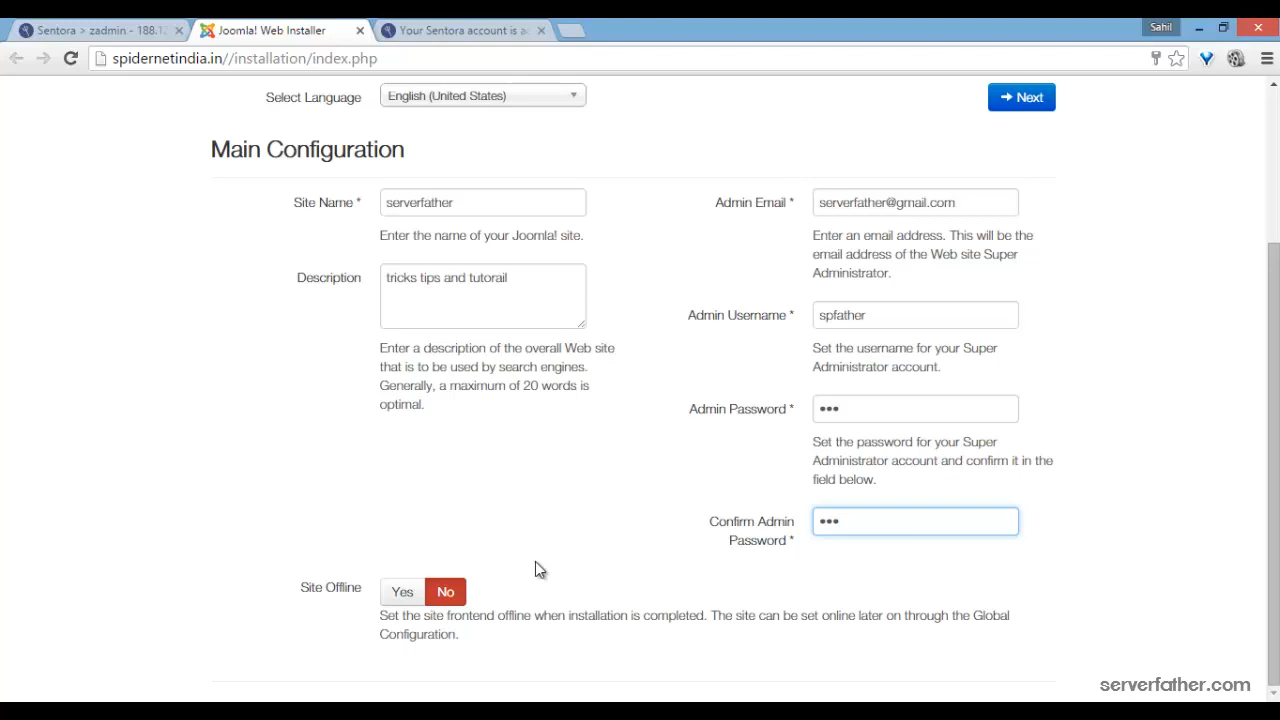 Sentora > zadmin - 188.1
Joomla! Web Installer
Your Sentora account is a
Sahil
spidernetindia.in//installation/index.php
Select Language
English (United States)
Next
Main Configuration
Site Name *
serverfather
Enter the name of your Joomla! site.
Description
tricks tips and tutorail
Enter a description of the overall Web site
that is to be used by search engines.
Generally, a maximum of 20 words is
optimal.
Admin Email *
serverfather@gmail.com
Enter an email address. This will be the
email address of the Web site Super
Administrator.
Admin Username *
spfather
Set the username for your Super
Administrator account.
Admin Password *
•••
Set the password for your Super
Administrator account and confirm it in the
field below.
Confirm Admin
Password *
•••
Site Offline
Yes
No
Set the site frontend offline when installation is completed. The site can be set online later on through the Global
Configuration.
serverfather.com